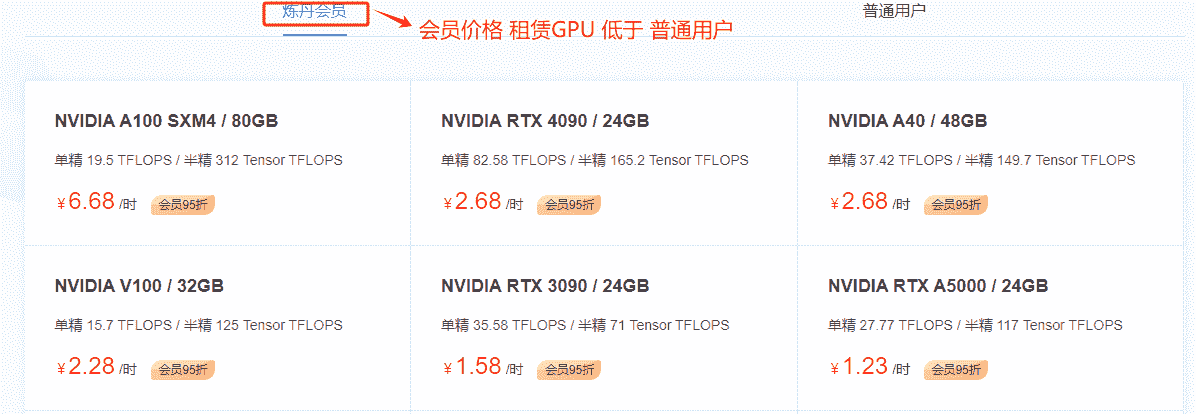 炼丹会员
普通用户
会员价格 租赁GPU 低于 普通用户
NVIDIA A100 SXM4 / 80GB
单精 19.5 TFLOPS / 半精 312 Tensor TFLOPS
￥6.68 /时 会员95折
NVIDIA RTX 4090 / 24GB
单精 82.58 TFLOPS / 半精 165.2 Tensor TFLOPS
￥2.68 /时 会员95折
NVIDIA A40 / 48GB
单精 37.42 TFLOPS / 半精 149.7 Tensor TFLOPS
￥2.68 /时 会员95折
NVIDIA V100 / 32GB
单精 15.7 TFLOPS / 半精 125 Tensor TFLOPS
￥2.28 /时 会员95折
NVIDIA RTX 3090 / 24GB
单精 35.58 TFLOPS / 半精 71 Tensor TFLOPS
￥1.58 /时 会员95折
NVIDIA RTX A5000 / 24GB
单精 27.77 TFLOPS / 半精 117 Tensor TFLOPS
￥1.23 /时 会员95折